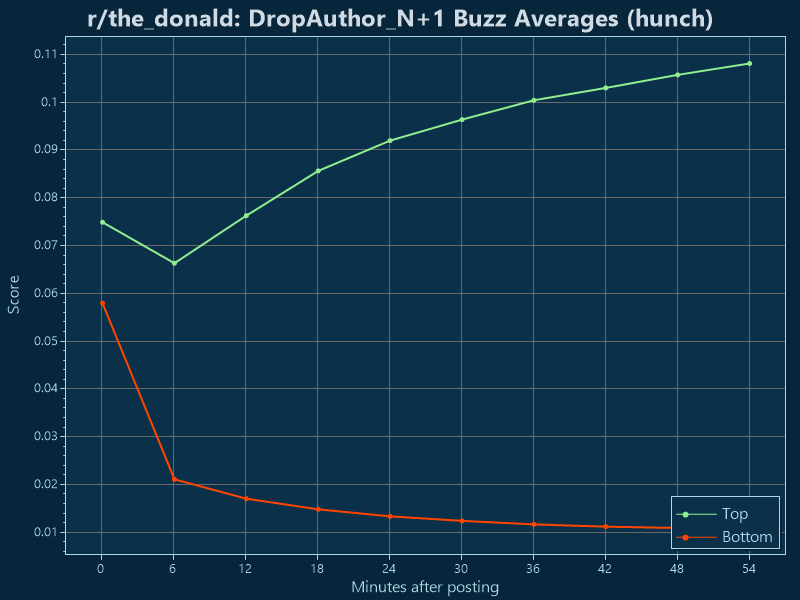 r/the_donald: DropAuthor_N+1 Buzz Averages (hunch)
0.11
0.1
0.09
0.08
0.07
0.06
0.05
0.04
0.03
0.02
0.01
Score
0 6 12 18 24 30 36 42 48 54
Minutes after posting
Top
Bottom